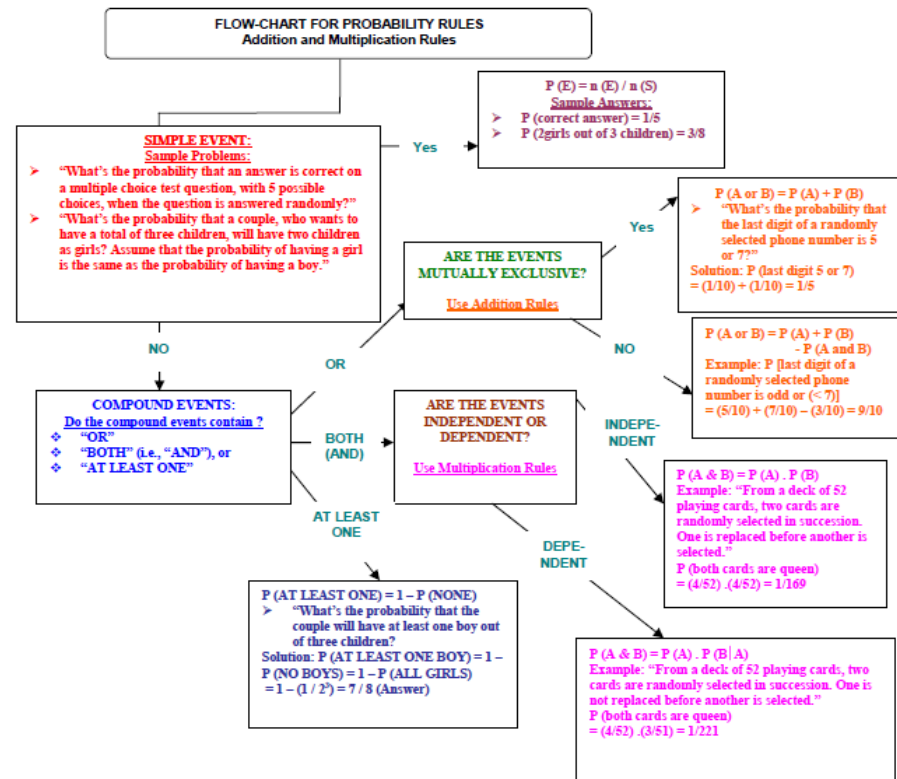 FLOW-CHART FOR PROBABILITY RULES
Addition and Multiplication Rules
P (E) = n (E) / n (S)
Sample Answers:
➢ P (correct answer) = 1/5
➢ P (2girls out of 3 children) = 3/8
Yes
SIMPLE EVENT:
Sample Problems:
➢ “What’s the probability that an answer is correct on
a multiple choice test question, with 5 possible
choices, when the question is answered randomly?”
➢ “What’s the probability that a couple, who wants to
have a total of three children, will have two children
as girls? Assume that the probability of having a girl
is the same as the probability of having a boy.”
NO
OR
ARE THE EVENTS
MUTUALLY EXCLUSIVE?
Use Addition Rules
Yes
P (A or B) = P (A) + P (B)
➢ “What’s the probability that
the last digit of a randomly
selected phone number is 5
or 7?”
Solution: P (last digit 5 or 7)
= (1/10) + (1/10) = 1/5
NO
P (A or B) = P (A) + P (B)
- P (A and B)
Example: P [last digit of a
randomly selected phone
number is odd or (< 7)]
= (5/10) + (7/10) – (3/10) = 9/10
COMPOUND EVENTS:
Do the compound events contain ?
❖ “OR”
❖ “BOTH” (i.e., “AND”), or
❖ “AT LEAST ONE”
BOTH
(AND)
ARE THE EVENTS
INDEPENDENT OR
DEPENDENT?
Use Multiplication Rules
INDEPE-
NDENT
P (A & B) = P (A) . P (B)
Example: “From a deck of 52
playing cards, two cards are
randomly selected in succession.
One is replaced before another is
selected.”
P (both cards are queen)
= (4/52) .(4/52) = 1/169
AT LEAST
ONE
DEPE-
NDENT
P (AT LEAST ONE) = 1 – P (NONE)
➢ “What’s the probability that the
couple will have at least one boy out
of three children?
Solution: P (AT LEAST ONE BOY) = 1 –
P (NO BOYS) = 1 – P (ALL GIRLS)
= 1 – (1 / 2³) = 7 / 8 (Answer)
P (A & B) = P (A) . P (B|A)
Example: “From a deck of 52 playing cards, two
cards are randomly selected in succession. One is
not replaced before another is selected.”
P (both cards are queen)
= (4/52) .(3/51) = 1/221